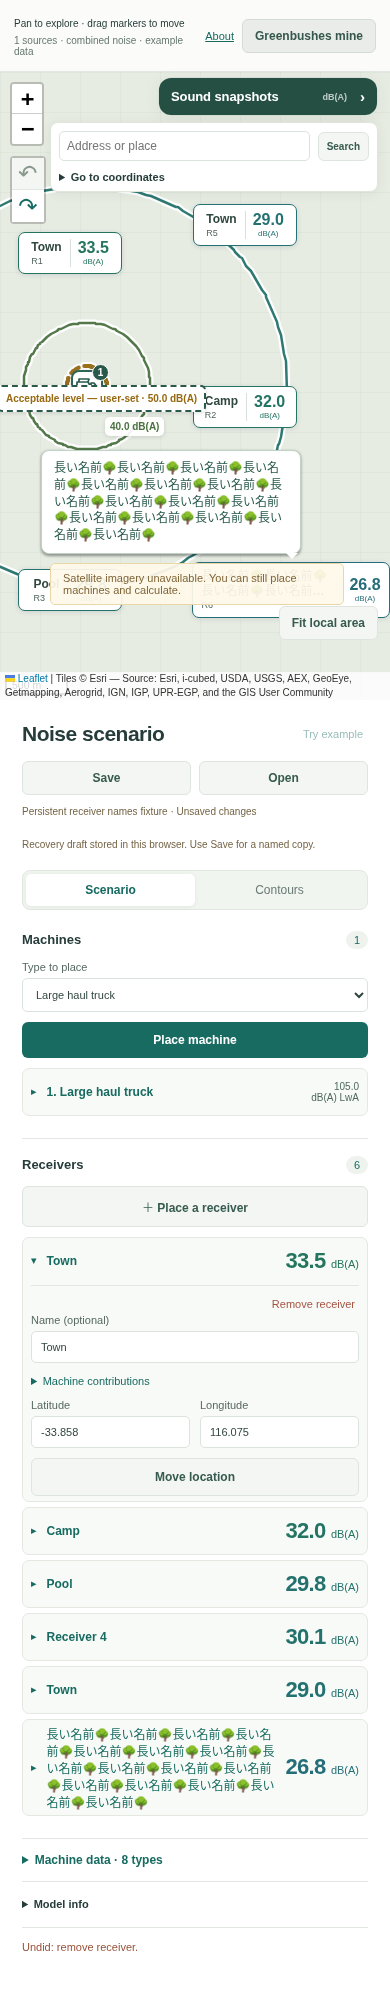 Pan to explore · drag markers to move
1 sources · combined noise · example
data
About
Greenbushes mine
+
−
Sound snapshots dB(A) ›
Address or place
Search
Go to coordinates
Town 33.5
R1 dB(A)
Town 29.0
R5 dB(A)
1
Acceptable level — user-set · 50.0 dB(A)
Camp 32.0
R2 dB(A)
40.0 dB(A)
長い名前🌳長い名前🌳長い名前🌳長い名
前🌳長い名前🌳長い名前🌳長い名前🌳長
い名前🌳長い名前🌳長い名前🌳長い名前
🌳長い名前🌳長い名前🌳長い名前🌳長い
名前🌳長い名前🌳
R3
26.8
dB(A)
Satellite imagery unavailable. You can still place
machines and calculate.
Fit local area
Leaflet | Tiles © Esri — Source: Esri, i-cubed, USDA, USGS, AEX, GeoEye,
Getmapping, Aerogrid, IGN, IGP, UPR-EGP, and the GIS User Community
Noise scenario
Try example
Save
Open
Persistent receiver names fixture · Unsaved changes
Recovery draft stored in this browser. Use Save for a named copy.
Scenario
Contours
Machines
1
Type to place
Large haul truck
Place machine
1. Large haul truck
105.0
dB(A) LwA
Receivers
6
＋ Place a receiver
Town 33.5 dB(A)
Remove receiver
Name (optional)
Town
Machine contributions
Latitude
Longitude
-33.858
116.075
Move location
Camp 32.0 dB(A)
Pool 29.8 dB(A)
Receiver 4 30.1 dB(A)
Town 29.0 dB(A)
長い名前🌳長い名前🌳長い名前🌳長い名
前🌳長い名前🌳長い名前🌳長い名前🌳長
い名前🌳長い名前🌳長い名前🌳長い名前
🌳長い名前🌳長い名前🌳長い名前🌳長い
名前🌳長い名前🌳
26.8 dB(A)
Machine data · 8 types
Model info
Undid: remove receiver.